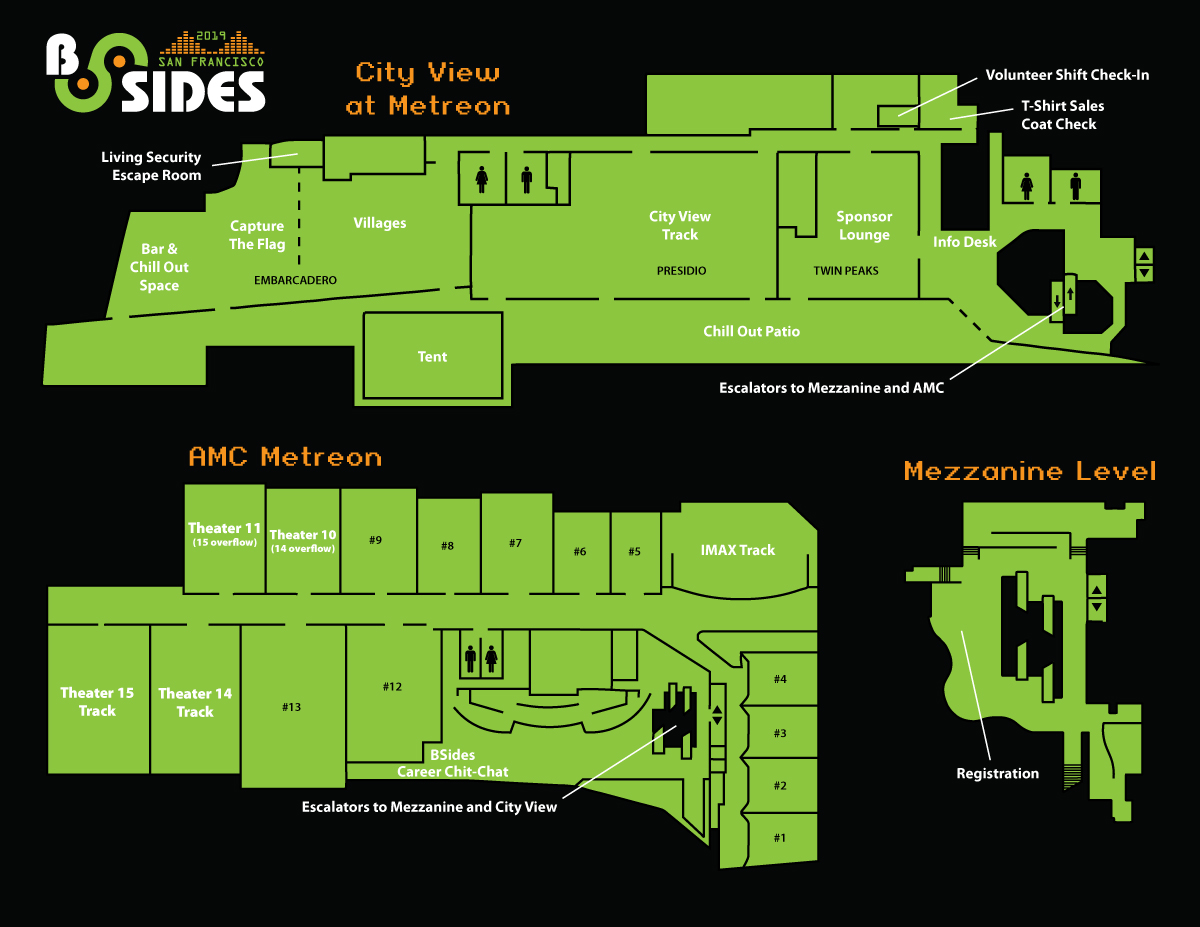 2019
SAN FRANCISCO
BSIDES
City View
at Metreon
Volunteer Shift Check-In
T-Shirt Sales
Coat Check
Living Security
Escape Room
Capture
The Flag
Villages
City View
Track
Sponsor
Lounge
Info Desk
Bar &
Chill Out
Space
EMBARCADERO
PRESIDIO
TWIN PEAKS
Chill Out Patio
Tent
Escalators to Mezzanine and AMC
AMC Metreon
Mezzanine Level
Theater 11
(15 overflow)
Theater 10
(14 overflow)
#9
#8
#7
#6
#5
IMAX Track
Theater 15
Track
Theater 14
Track
#13
#12
#4
#3
#2
#1
BSides
Career Chit-Chat
Escalators to Mezzanine and City View
Registration